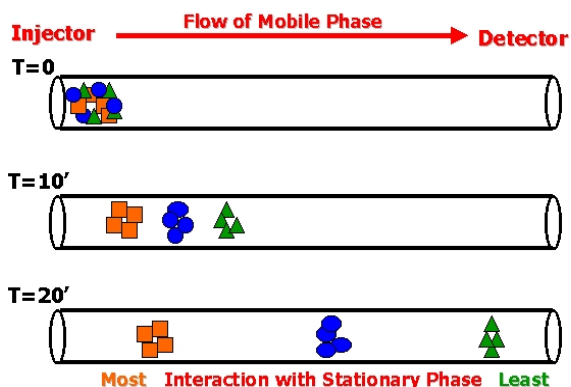 Flow of Mobile Phase
Injector
Detector
T=0
T=10’
T=20’
Most Interaction with Stationary Phase Least